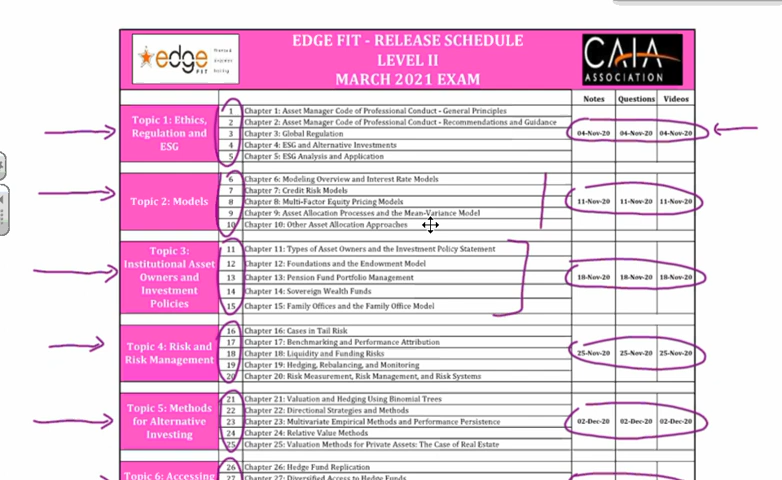 edge
FIT
EDGE FIT - RELEASE SCHEDULE
LEVEL II
MARCH 2021 EXAM
CAIA
ASSOCIATION
Notes Questions Videos
Topic 1: Ethics,
Regulation and
ESG
1 Chapter 1: Asset Manager Code of Professional Conduct - General Principles
2 Chapter 2: Asset Manager Code of Professional Conduct - Recommendations and Guidance
3 Chapter 3: Global Regulation
4 Chapter 4: ESG and Alternative Investments
5 Chapter 5: ESG Analysis and Application
04-Nov-20 04-Nov-20 04-Nov-20
Topic 2: Models
6 Chapter 6: Modeling Overview and Interest Rate Models
7 Chapter 7: Credit Risk Models
8 Chapter 8: Multi-Factor Equity Pricing Models
9 Chapter 9: Asset Allocation Processes and the Mean-Variance Model
10 Chapter 10: Other Asset Allocation Approaches
11-Nov-20 11-Nov-20 11-Nov-20
Topic 3:
Institutional Asset
Owners and
Investment
Policies
11 Chapter 11: Types of Asset Owners and the Investment Policy Statement
12 Chapter 12: Foundations and the Endowment Model
13 Chapter 13: Pension Fund Portfolio Management
14 Chapter 14: Sovereign Wealth Funds
15 Chapter 15: Family Offices and the Family Office Model
18-Nov-20 18-Nov-20 18-Nov-20
Topic 4: Risk and
Risk Management
16 Chapter 16: Cases in Tail Risk
17 Chapter 17: Benchmarking and Performance Attribution
18 Chapter 18: Liquidity and Funding Risks
19 Chapter 19: Hedging, Rebalancing, and Monitoring
20 Chapter 20: Risk Measurement, Risk Management, and Risk Systems
25-Nov-20 25-Nov-20 25-Nov-20
Topic 5: Methods
for Alternative
Investing
21 Chapter 21: Valuation and Hedging Using Binomial Trees
22 Chapter 22: Directional Strategies and Methods
23 Chapter 23: Multivariate Empirical Methods and Performance Persistence
24 Chapter 24: Relative Value Methods
25 Chapter 25: Valuation Methods for Private Assets: The Case of Real Estate
02-Dec-20 02-Dec-20 02-Dec-20
Topic 6: Accessing
26 Chapter 26: Hedge Fund Replication
27 Chapter 27: Diversified Access to Hedge Funds